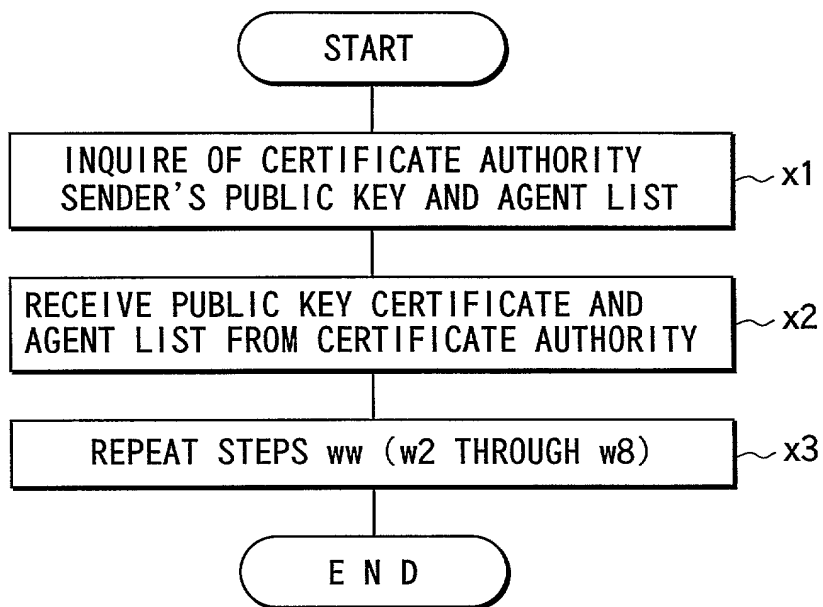 START
INQUIRE OF CERTIFICATE AUTHORITY
SENDER'S PUBLIC KEY AND AGENT LIST
x1
RECEIVE PUBLIC KEY CERTIFICATE AND
AGENT LIST FROM CERTIFICATE AUTHORITY
x2
REPEAT STEPS ww (w2 THROUGH w8)
x3
END